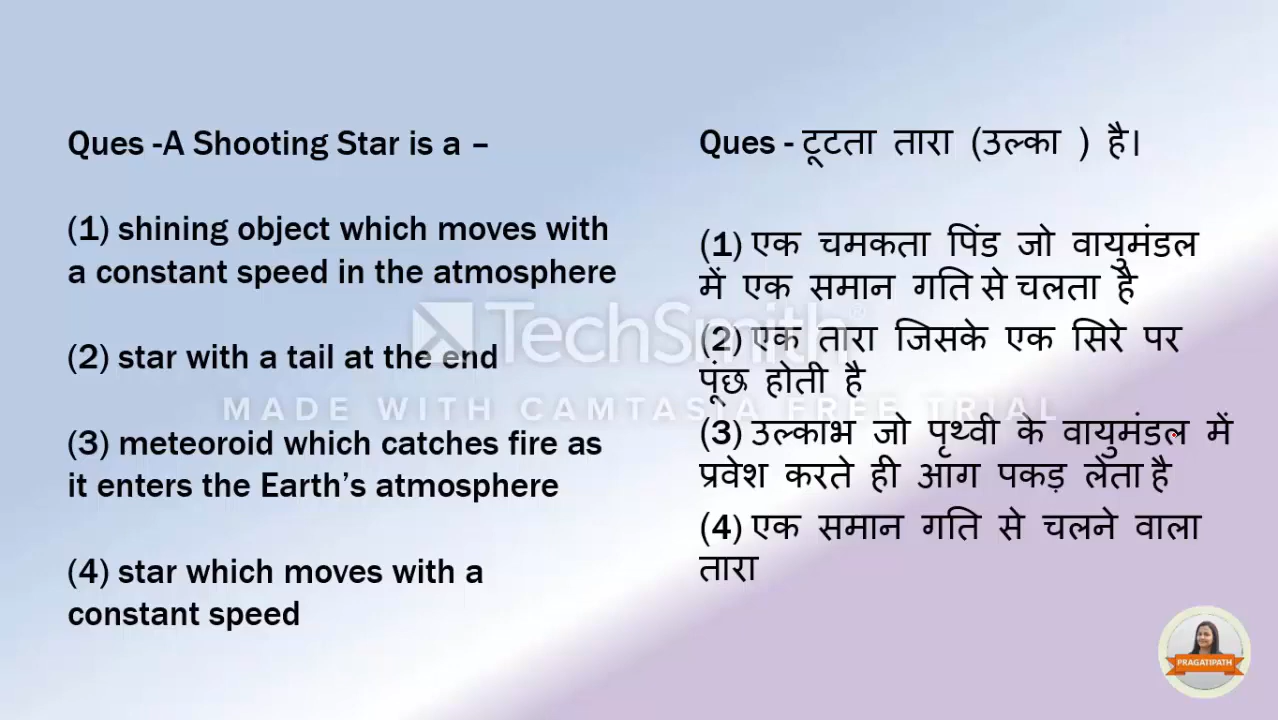 Ques -A Shooting Star is a –
(1) shining object which moves with
a constant speed in the atmosphere
(2) star with a tail at the end
(3) meteoroid which catches fire as
it enters the Earth's atmosphere
(4) star which moves with a
constant speed
Ques - टूटता तारा (उल्का ) है।
(1) एक चमकता पिंड जो वायुमंडल
में एक समान गति से चलता है
(2) एक तारा जिसके एक सिरे पर
पूंछ होती है
(3) उल्काभ जो पृथ्वी के वायुमंडल में
प्रवेश करते ही आग पकड़ लेता है
(4) एक समान गति से चलने वाला
तारा
TechSmith®
MADE WITH CAMTASIA FREE TRIAL
PRAGATIPATH